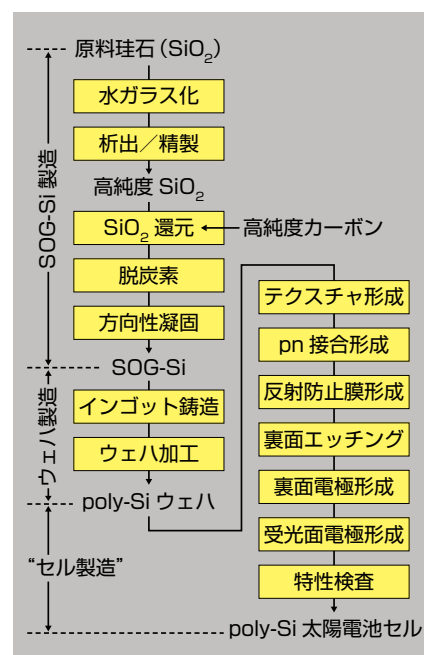 原料珪石(SiO₂)
水ガラス化
析出／精製
高純度 SiO₂
SiO₂ 還元
高純度カーボン
脱炭素
方向性凝固
SOG-Si
インゴット鋳造
ウェハ加工
poly-Si ウェハ
SOG-Si 製造
ウェハ製造
“セル製造”
テクスチャ形成
pn 接合形成
反射防止膜形成
裏面エッチング
裏面電極形成
受光面電極形成
特性検査
poly-Si 太陽電池セル